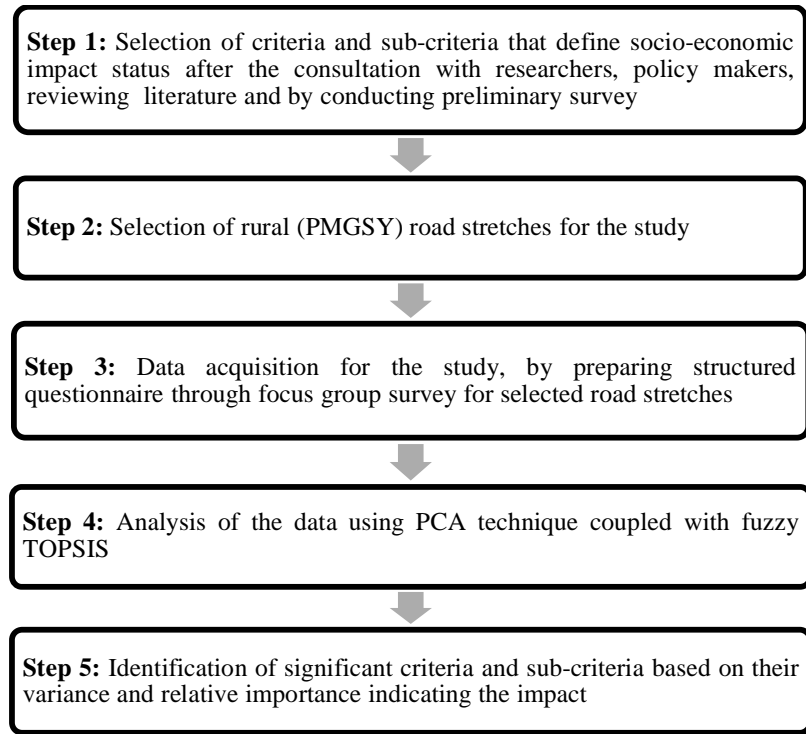 Step 1: Selection of criteria and sub-criteria that define socio-economic
impact status after the consultation with researchers, policy makers,
reviewing literature and by conducting preliminary survey
Step 2: Selection of rural (PMGSY) road stretches for the study
Step 3: Data acquisition for the study, by preparing structured
questionnaire through focus group survey for selected road stretches
Step 4: Analysis of the data using PCA technique coupled with fuzzy
TOPSIS
Step 5: Identification of significant criteria and sub-criteria based on their
variance and relative importance indicating the impact